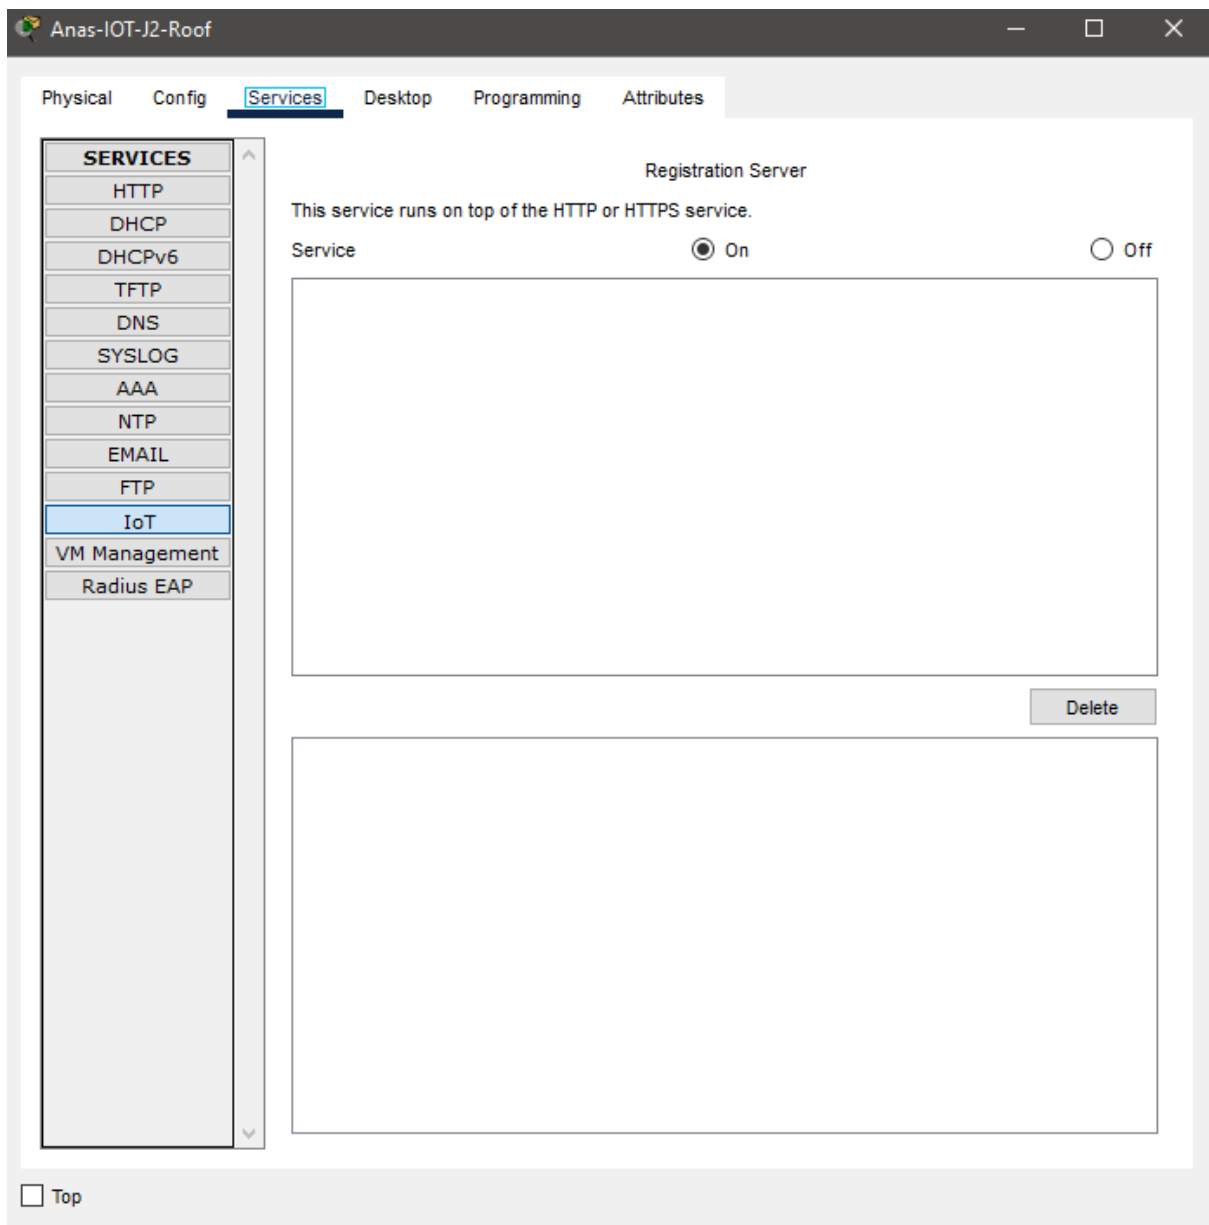 Anas-IOT-J2-Roof
Physical Config Services Desktop Programming Attributes
SERVICES
HTTP
DHCP
DHCPv6
TFTP
DNS
SYSLOG
AAA
NTP
EMAIL
FTP
IoT
VM Management
Radius EAP
Registration Server
This service runs on top of the HTTP or HTTPS service.
Service On Off
Delete
Top